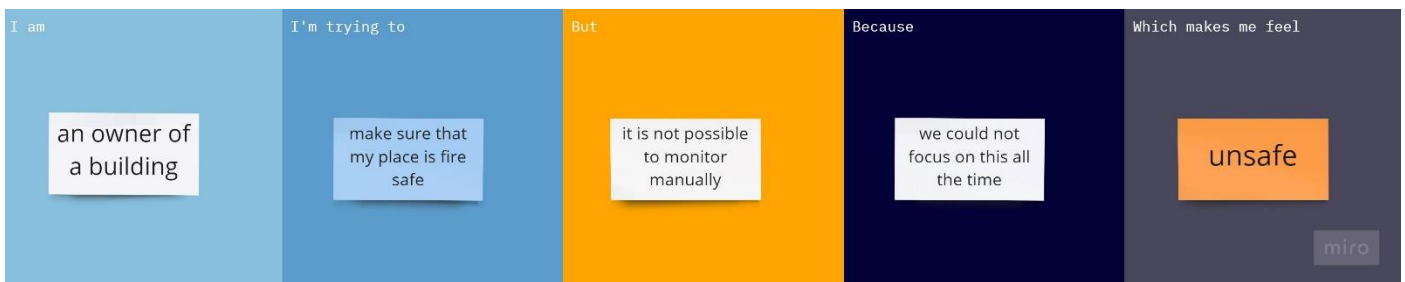 I am
an owner of
a building
I'm trying to
make sure that
my place is fire
safe
But
it is not possible
to monitor
manually
Because
we could not
focus on this all
the time
Which makes me feel
unsafe
miro